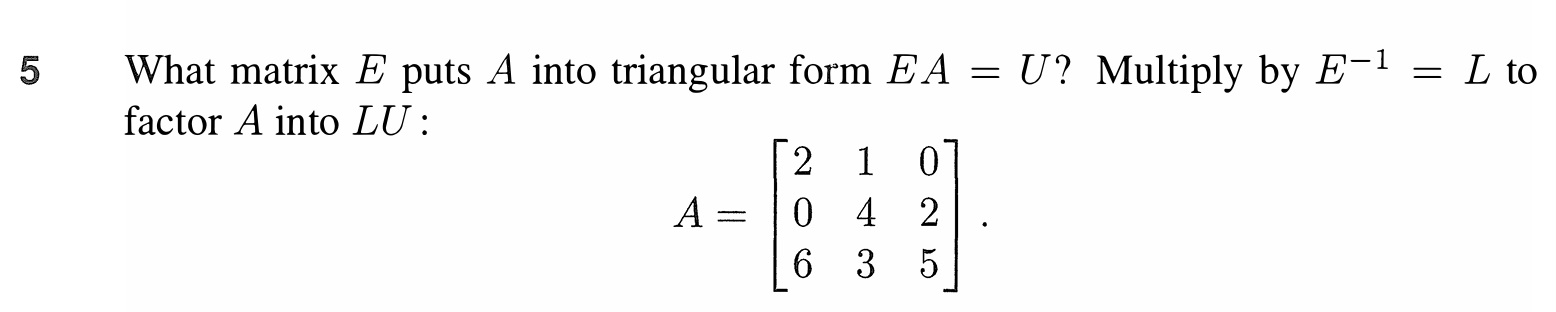 5 What matrix E puts A into triangular form EA = U? Multiply by E⁻¹ = L to
factor A into LU:
2 1 0
A = 0 4 2 .
6 3 5